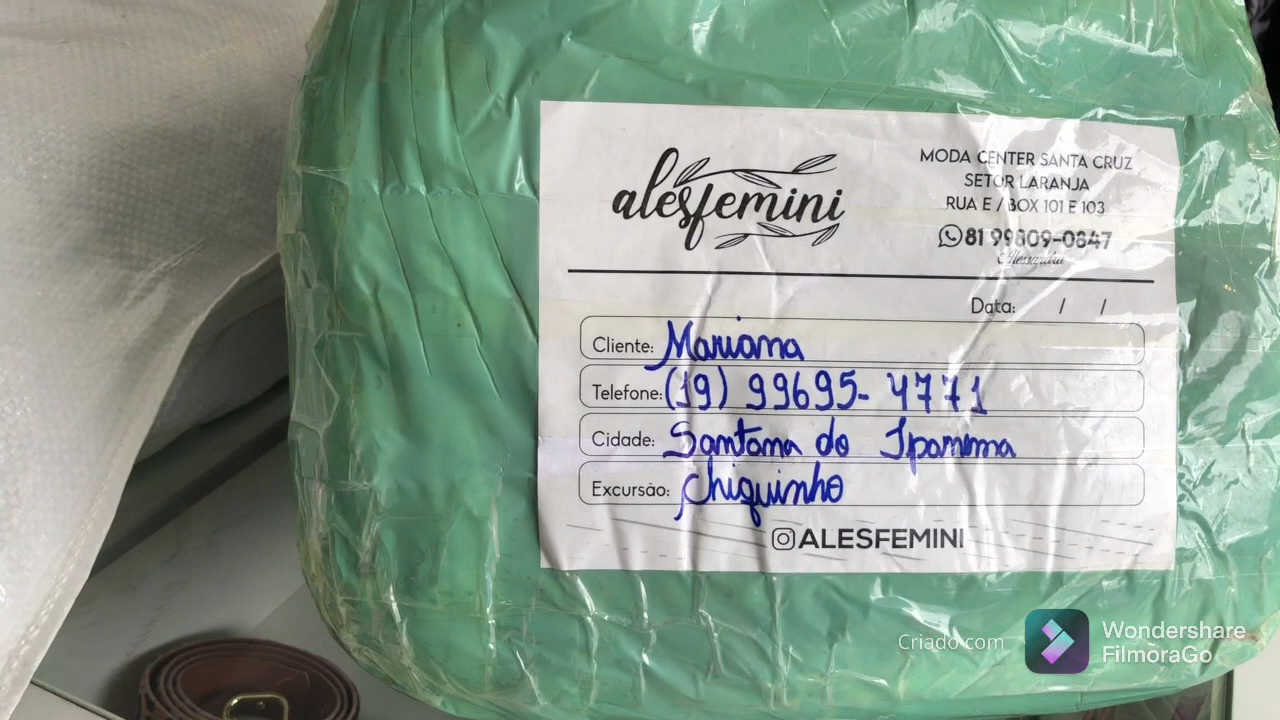 alesfemini
MODA CENTER SANTA CRUZ
SETOR LARANJA
RUA E / BOX 101 E 103
81 99809-0847
Alessandra
Data: / /
Cliente: Mariana
Telefone: (19) 99695-4771
Cidade: Santana do Ipanema
Excursão: Chiquinho
ALESFEMINI
Criado com
Wondershare
FilmoraGo